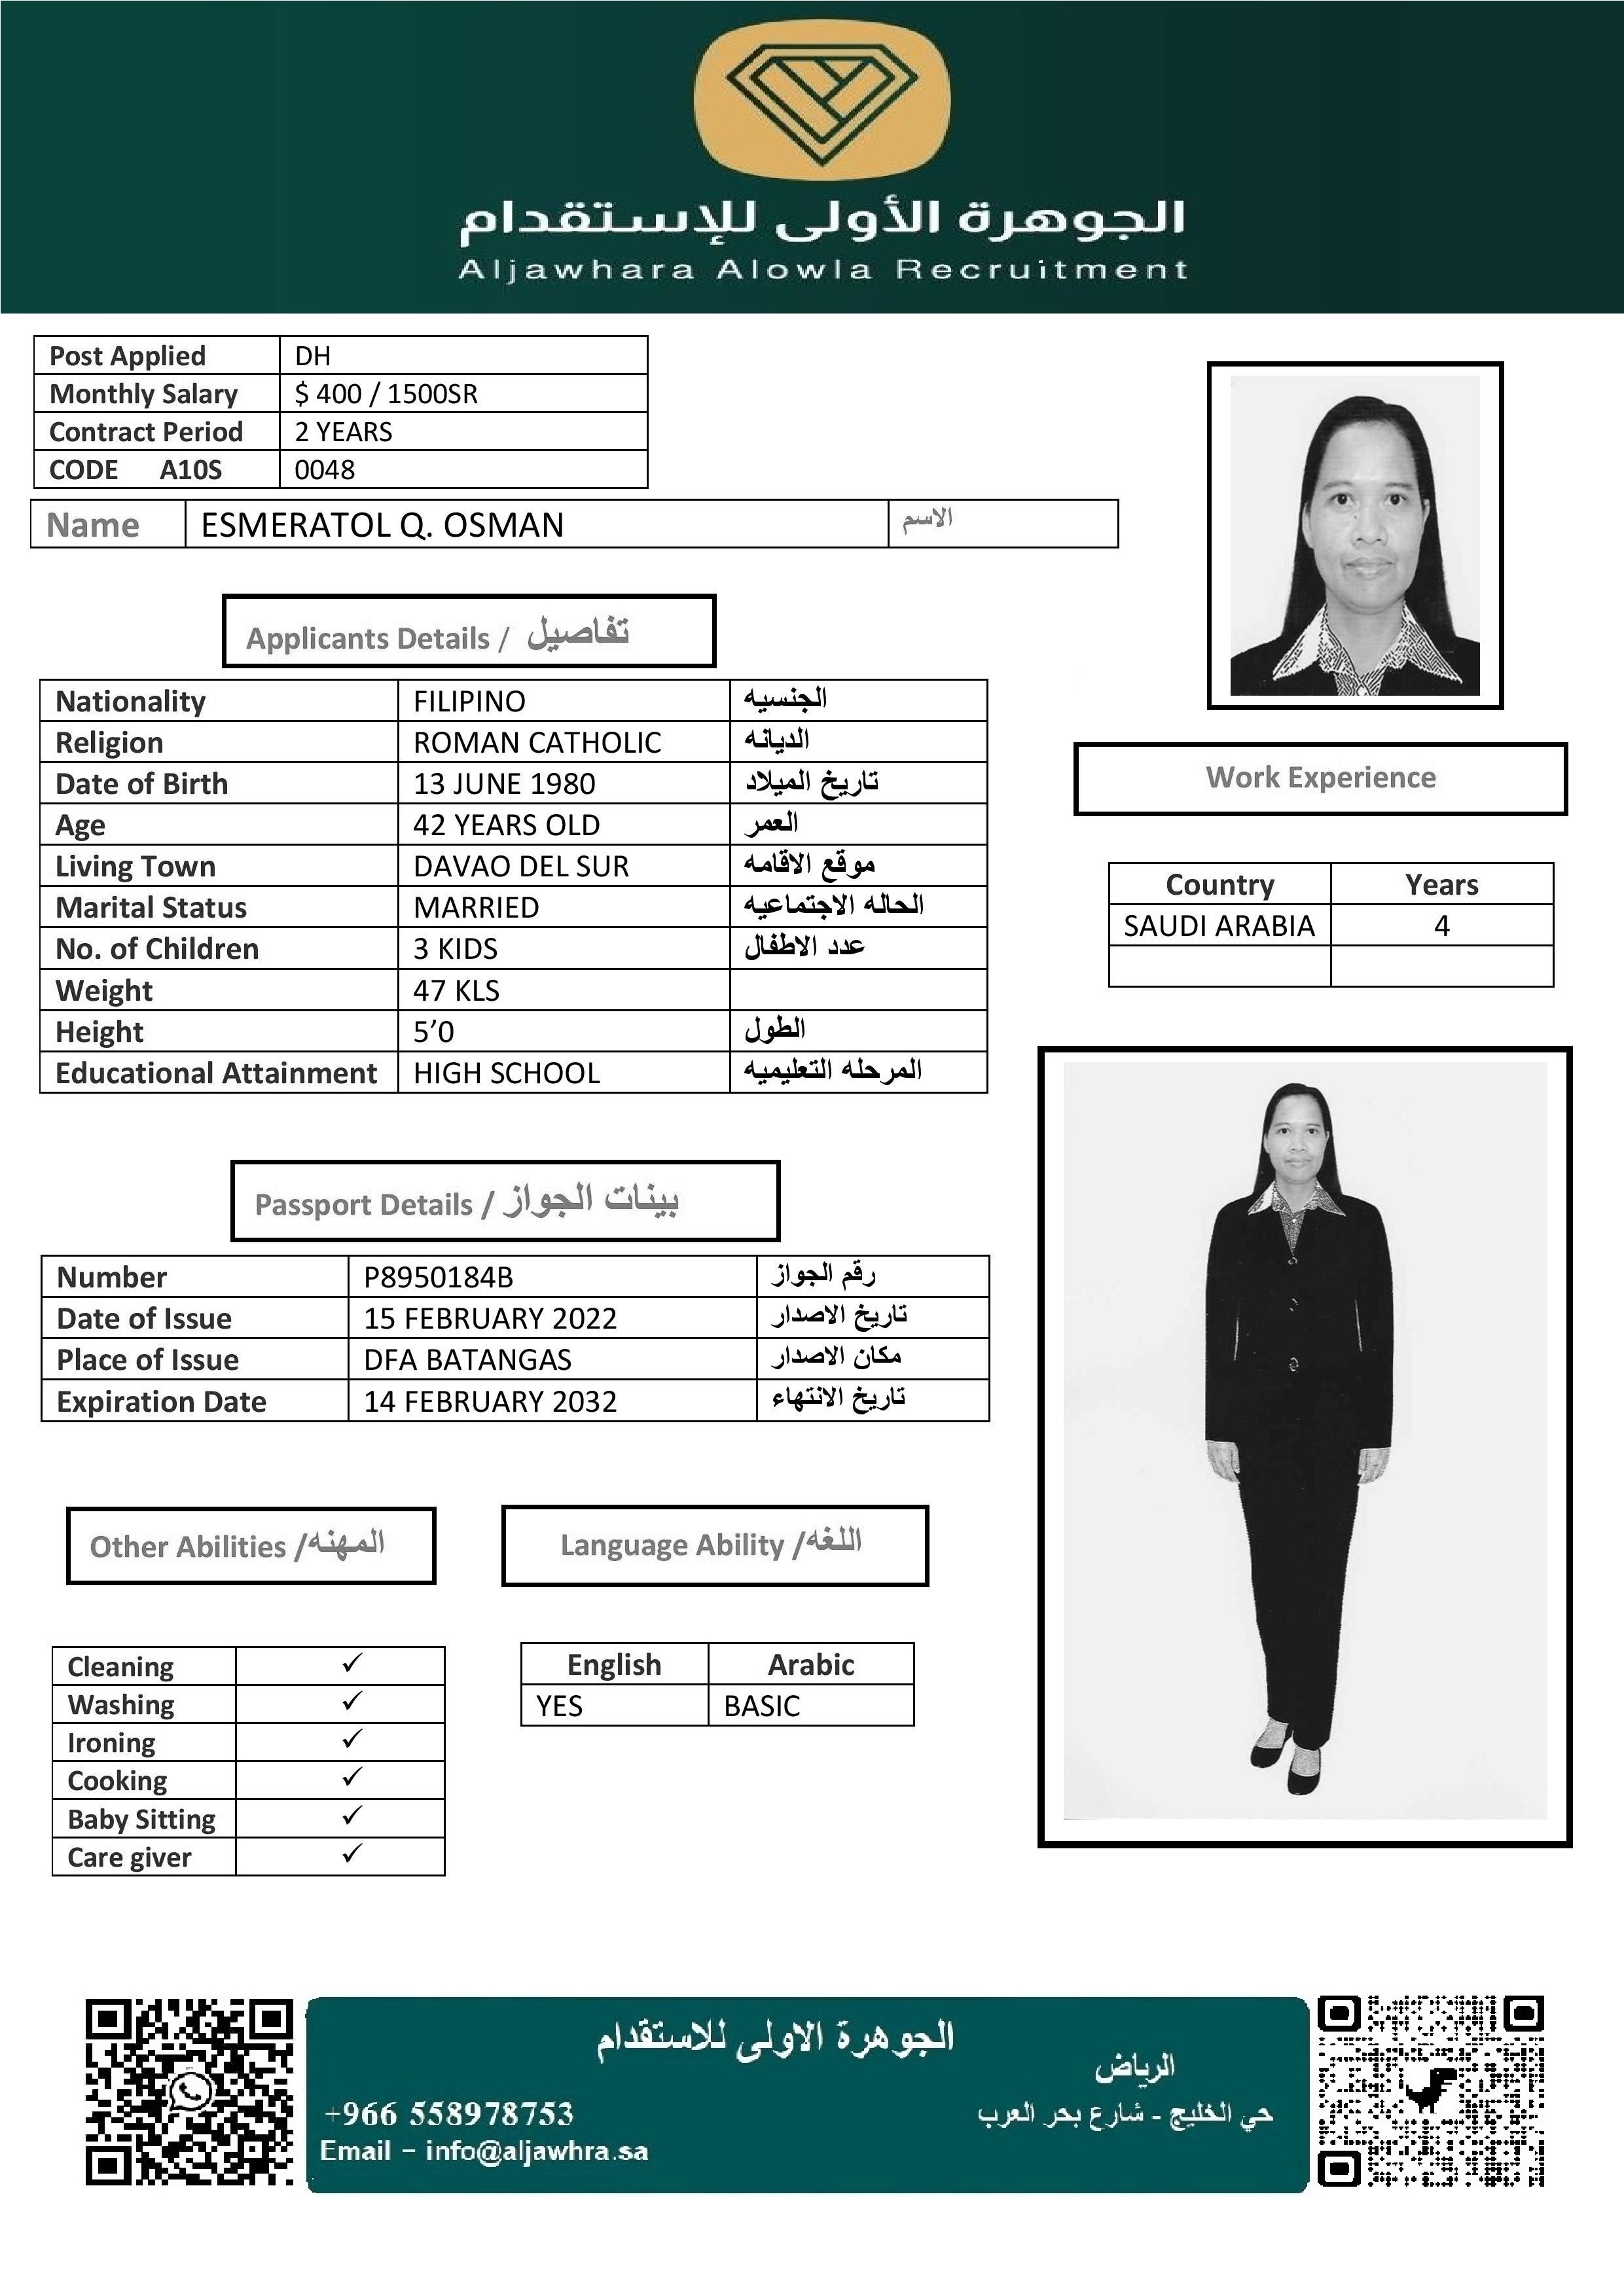 الجوهرة الأولى للإستقدام
Aljawhara Alowla Recruitment
Post Applied DH
Monthly Salary $ 400 / 1500SR
Contract Period 2 YEARS
CODE A10S 0048
Name ESMERATOL Q. OSMAN الاسم
Applicants Details / تفاصيل
Nationality FILIPINO الجنسيه
Religion ROMAN CATHOLIC الديانه
Date of Birth 13 JUNE 1980 تاريخ الميلاد
Age 42 YEARS OLD العمر
Living Town DAVAO DEL SUR موقع الاقامه
Marital Status MARRIED الحاله الاجتماعيه
No. of Children 3 KIDS عدد الاطفال
Weight 47 KLS
Height 5’0 الطول
Educational Attainment HIGH SCHOOL المرحله التعليميه
Work Experience
Country Years
SAUDI ARABIA 4
Passport Details / بينات الجواز
Number P8950184B رقم الجواز
Date of Issue 15 FEBRUARY 2022 تاريخ الاصدار
Place of Issue DFA BATANGAS مكان الاصدار
Expiration Date 14 FEBRUARY 2032 تاريخ الانتهاء
Other Abilities /المهنه
Cleaning ✓
Washing ✓
Ironing ✓
Cooking ✓
Baby Sitting ✓
Care giver ✓
Language Ability /اللغه
English Arabic
YES BASIC
الجوهرة الاولى للاستقدام
الرياض
حي الخليج - شارع بحر العرب
+966 558978753
Email – info@aljawhra.sa